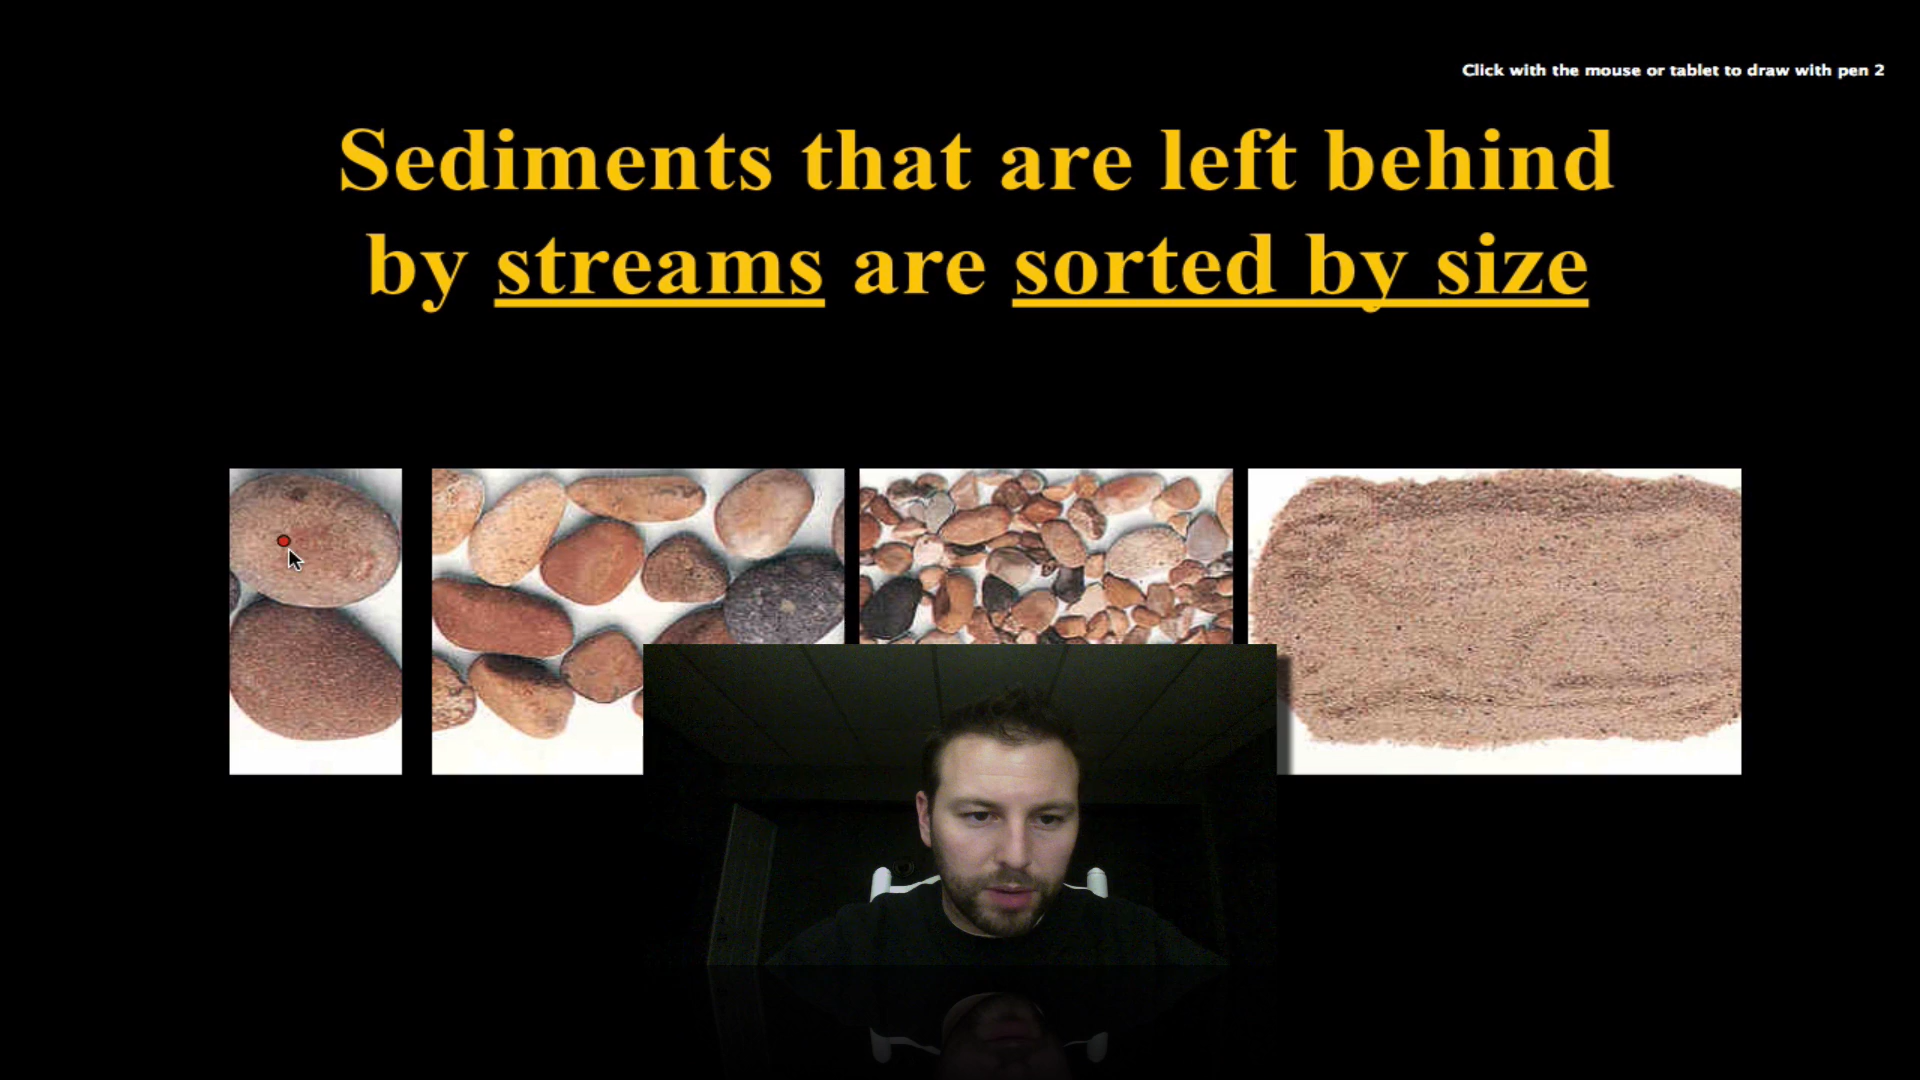 Click with the mouse or tablet to draw with pen 2
Sediments that are left behind
by streams are sorted by size